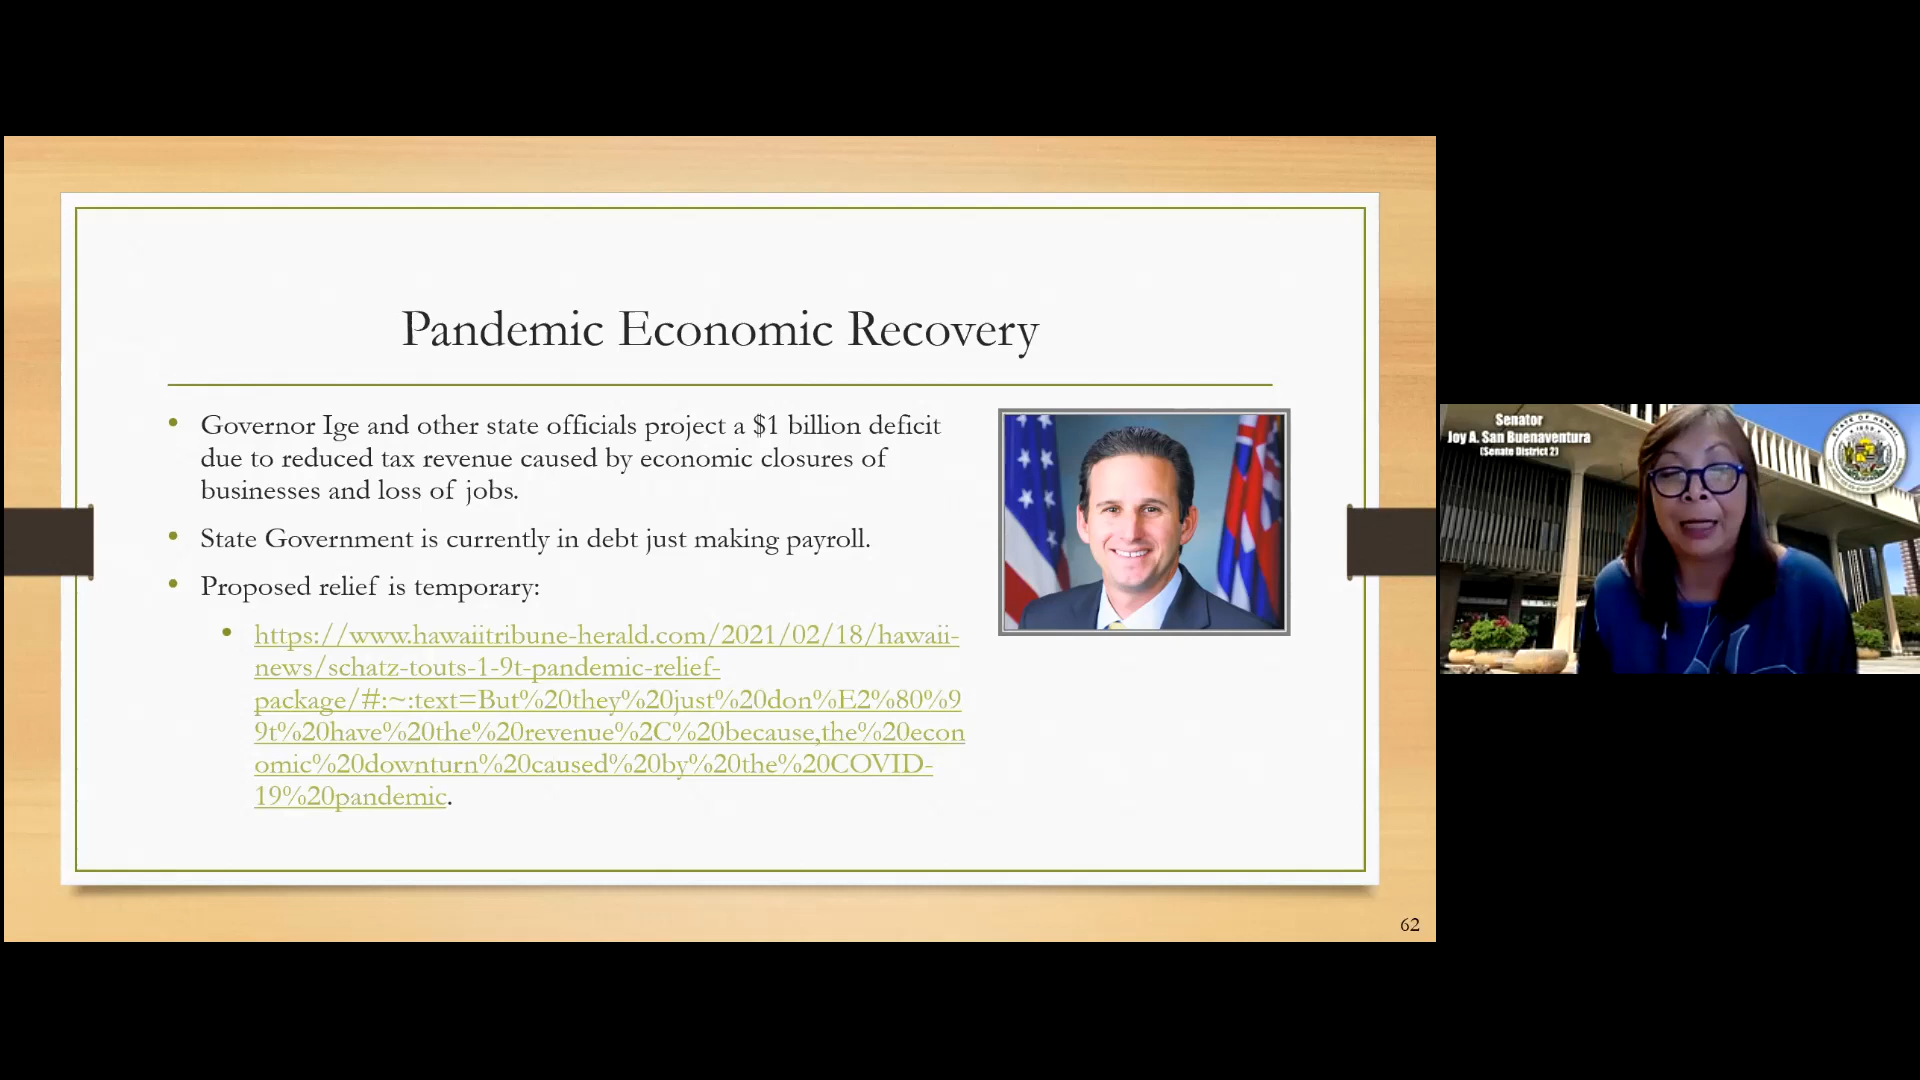 Pandemic Economic Recovery
• Governor Ige and other state officials project a $1 billion deficit
due to reduced tax revenue caused by economic closures of
businesses and loss of jobs.
• State Government is currently in debt just making payroll.
• Proposed relief is temporary:
• https://www.hawaiitribune-herald.com/2021/02/18/hawaii-
news/schatz-touts-1-9t-pandemic-relief-
package/#:~:text=But%20they%20just%20don%E2%80%9
9t%20have%20the%20revenue%2C%20because,the%20econ
omic%20downturn%20caused%20by%20the%20COVID-
19%20pandemic.
62
Senator
Joy A. San Buenaventura
(Senate District 2)
STATE OF HAWAII
1959